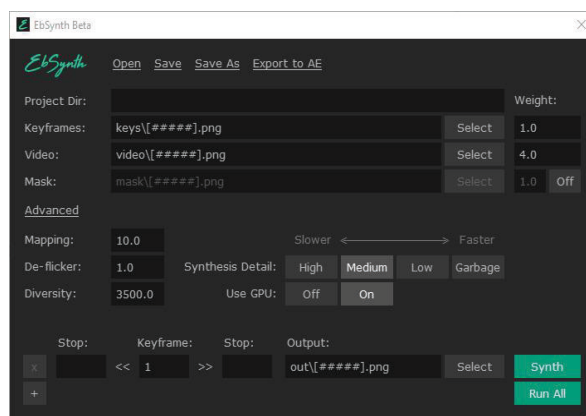 EbSynth Beta
EbSynth Open Save Save As Export to AE
Project Dir: Weight:
Keyframes: keys\[#####].png Select 1.0
Video: video\[#####].png Select 4.0
Mask: mask\[#####].png Select 1.0 Off
Advanced
Mapping: 10.0 Slower Faster
De-flicker: 1.0 Synthesis Detail: High Medium Low Garbage
Diversity: 3500.0 Use GPU: Off On
Stop: Keyframe: Stop: Output:
x << 1 >> out\[#####].png Select Synth
+ Run All